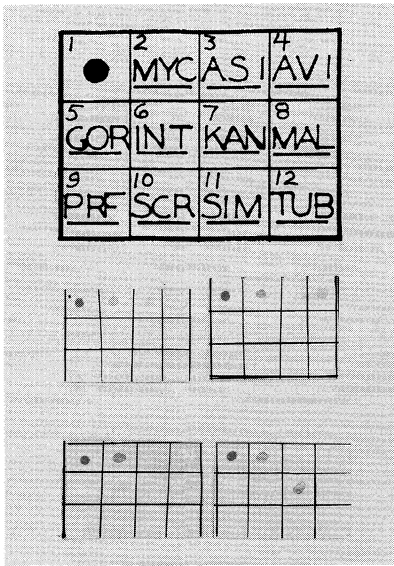 1 2 3 4
MYC ASI AVI
5 6 7 8
GOR INT KAN MAL
9 10 11 12
PRF SCR SIM TUB